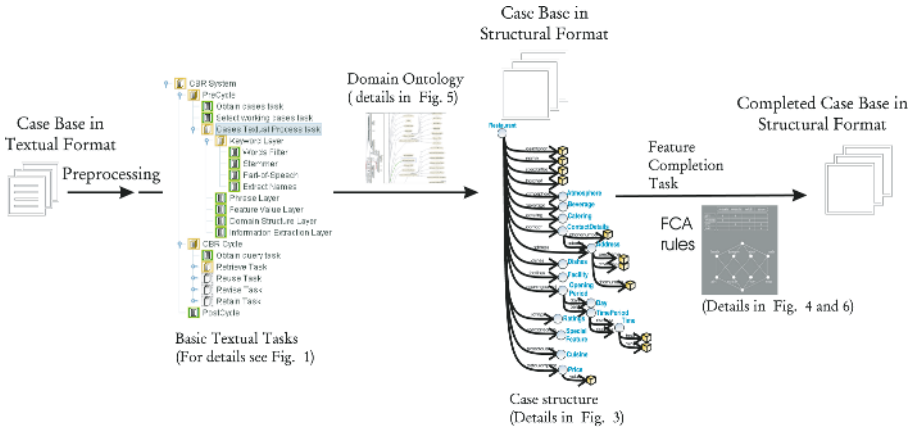 Case Base in
Textual Format
Preprocessing
CBR System
PreCycle
Obtain cases task
Select working cases task
Cases Textual Process task
Keyword Layer
Words Filter
Stemmer
Part-of-Speech
Extract Names
Phrase Layer
Feature Value Layer
Domain Structure Layer
Information Extraction Layer
CBR Cycle
Obtain query task
Retrieve Task
Reuse Task
Revise Task
Retain Task
PostCycle
Basic Textual Tasks
(For details see Fig. 1)
Domain Ontology
( details in Fig. 5)
Case Base in
Structural Format
Restaurant
Atmosphere
Beverage
Catering
ContactDetails
Address
Dishes
Facility
Opening
Period
Day
TimePeriod
Time
Ratings
Special
Feature
Cuisine
Price
Case structure
(Details in Fig. 3)
Feature
Completion
Task
FCA
rules
(Details in Fig. 4 and 6)
Completed Case Base in
Structural Format